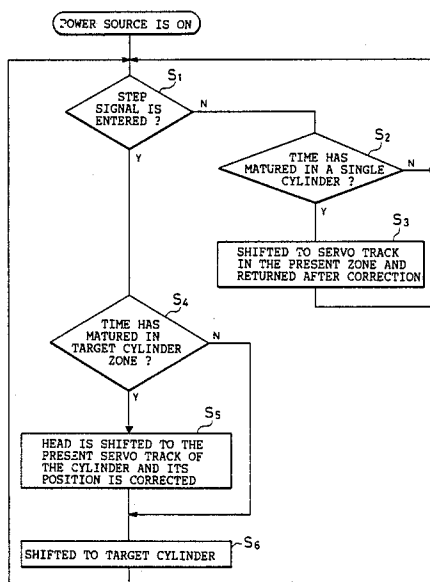 POWER SOURCE IS ON
S1
STEP
SIGNAL IS
ENTERED ?
N
Y
S2
TIME HAS
MATURED IN A SINGLE
CYLINDER ?
N
Y
S3
SHIFTED TO SERVO TRACK
IN THE PRESENT ZONE AND
RETURNED AFTER CORRECTION
S4
TIME HAS
MATURED IN
TARGET CYLINDER
ZONE ?
N
Y
S5
HEAD IS SHIFTED TO THE
PRESENT SERVO TRACK OF
THE CYLINDER AND ITS
POSITION IS CORRECTED
S6
SHIFTED TO TARGET CYLINDER